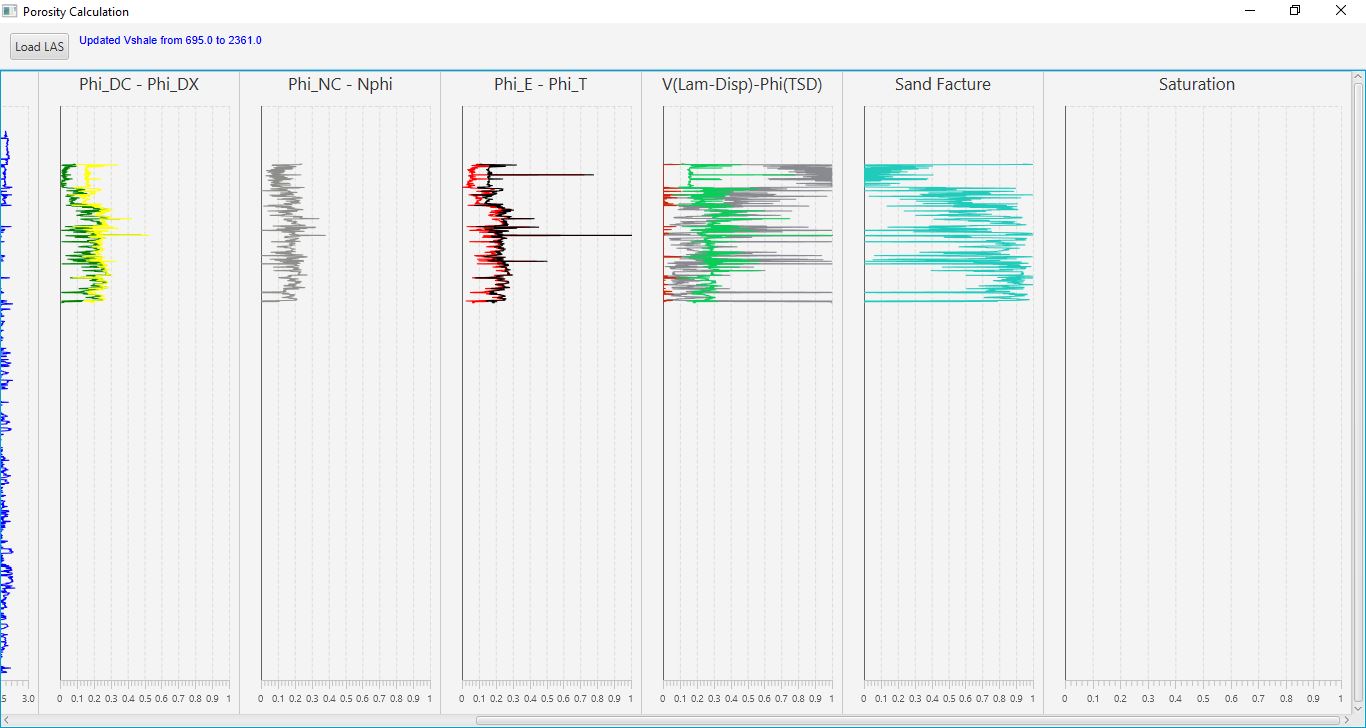 Porosity Calculation
Load LAS
Updated Vshale from 695.0 to 2361.0
Phi_DC - Phi_DX
Phi_NC - Nphi
Phi_E - Phi_T
V(Lam-Disp)-Phi(TSD)
Sand Facture
Saturation
5 3.0
0 0.1 0.2 0.3 0.4 0.5 0.6 0.7 0.8 0.9 1
0 0.1 0.2 0.3 0.4 0.5 0.6 0.7 0.8 0.9 1
0 0.1 0.2 0.3 0.4 0.5 0.6 0.7 0.8 0.9 1
0 0.1 0.2 0.3 0.4 0.5 0.6 0.7 0.8 0.9 1
0 0.1 0.2 0.3 0.4 0.5 0.6 0.7 0.8 0.9 1
0 0.1 0.2 0.3 0.4 0.5 0.6 0.7 0.8 0.9 1